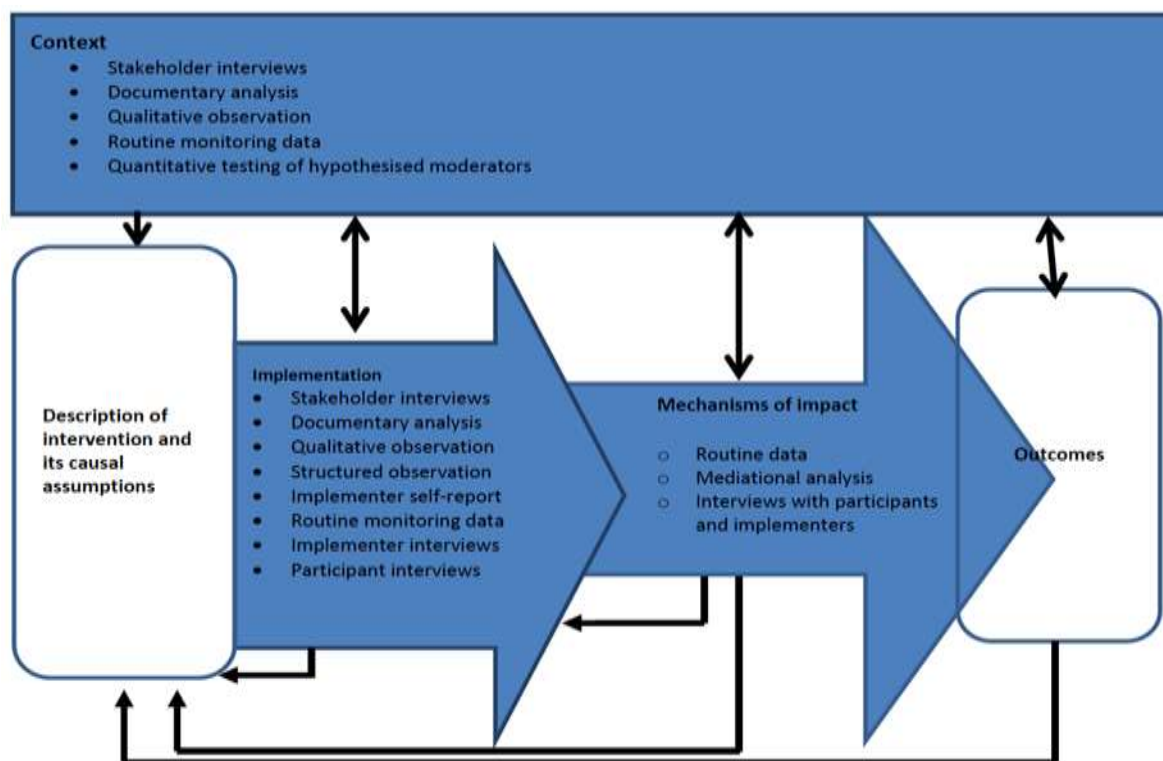 Context
• Stakeholder interviews
• Documentary analysis
• Qualitative observation
• Routine monitoring data
• Quantitative testing of hypothesised moderators
Description of
intervention and
its causal
assumptions
Implementation
• Stakeholder interviews
• Documentary analysis
• Qualitative observation
• Structured observation
• Implementer self-report
• Routine monitoring data
• Implementer interviews
• Participant interviews
Mechanisms of impact
o Routine data
o Mediational analysis
o Interviews with participants
and implementers
Outcomes